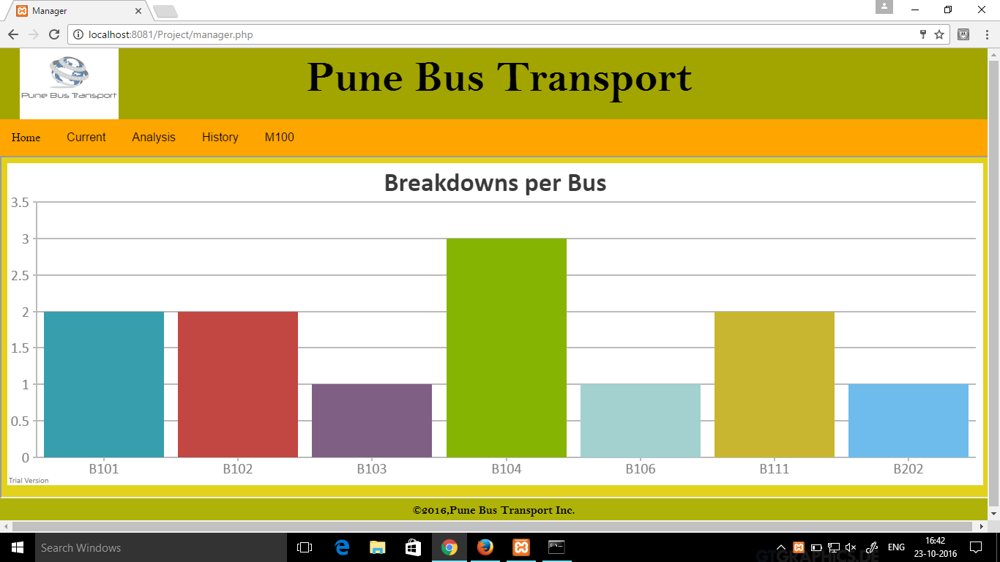 Manager
localhost:8081/Project/manager.php
Pune Bus Transport
Pune Bus Transport
Home Current Analysis History M100
Breakdowns per Bus
3.5
3
2.5
2
1.5
1
0.5
0
B101 B102 B103 B104 B106 B111 B202
Trial Version
©2016,Pune Bus Transport Inc.
Search Windows
ENG
16:42
23-10-2016
GTGRAPHICS.DE